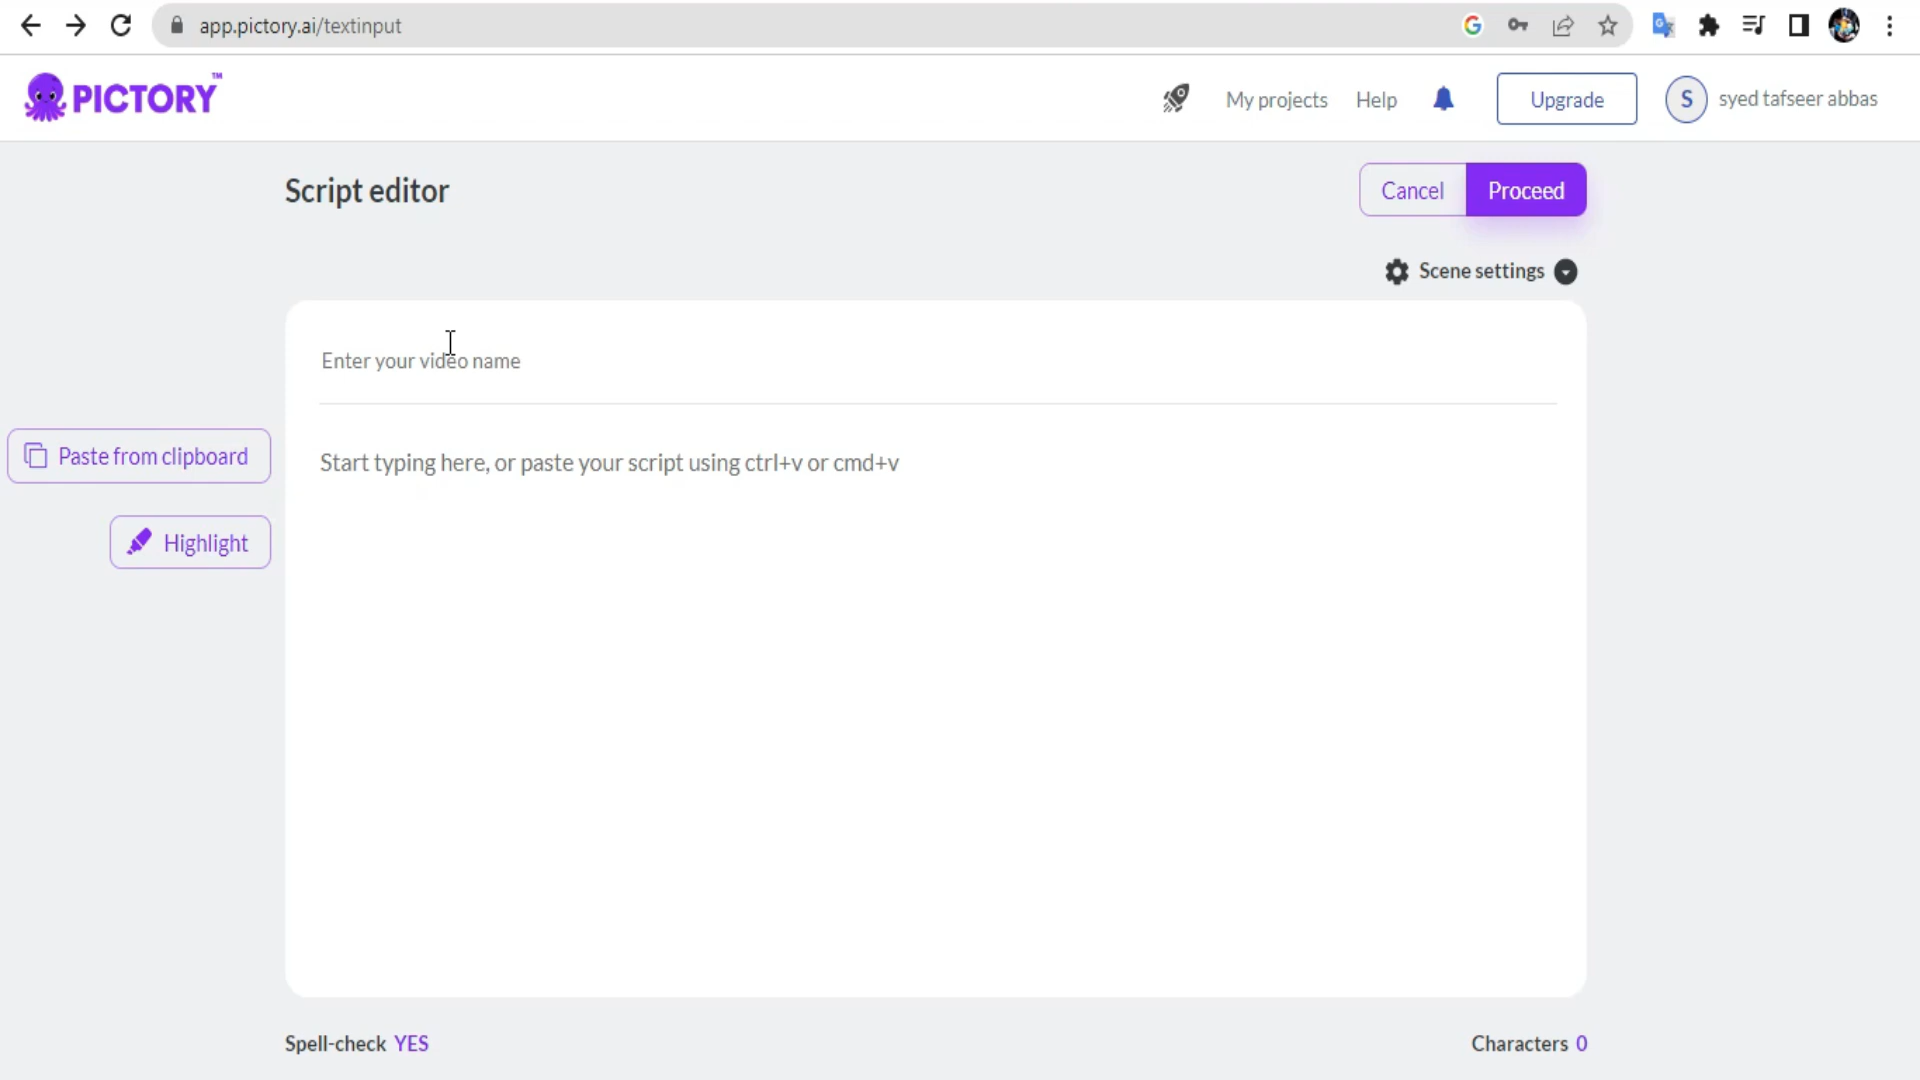 app.pictory.ai/textinput
PICTORY™
My projects
Help
Upgrade
S
syed tafseer abbas
Script editor
Cancel
Proceed
Scene settings
Enter your video name
Paste from clipboard
Start typing here, or paste your script using ctrl+v or cmd+v
Highlight
Spell-check YES
Characters 0